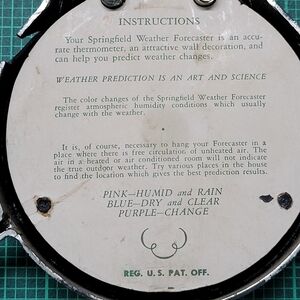 INSTRUCTIONS
Your Springfield Weather Forecaster is an accu-
rate thermometer, an attractive wall decoration, and
can help you predict weather changes.
WEATHER PREDICTION IS AN ART AND SCIENCE
The color changes of the Springfield Weather Forecaster
register atmospheric humidity conditions which usually
change with the weather.
It is, of course, necessary to hang your Forecaster in a
place where there is free circulation of unheated air. The
air in a heated or air conditioned room will not indicate
the true outdoor weather. Try various places in the house
to find the location which gives the best prediction results.
PINK—HUMID and RAIN
BLUE—DRY and CLEAR
PURPLE—CHANGE
REG. U.S. PAT. OFF.